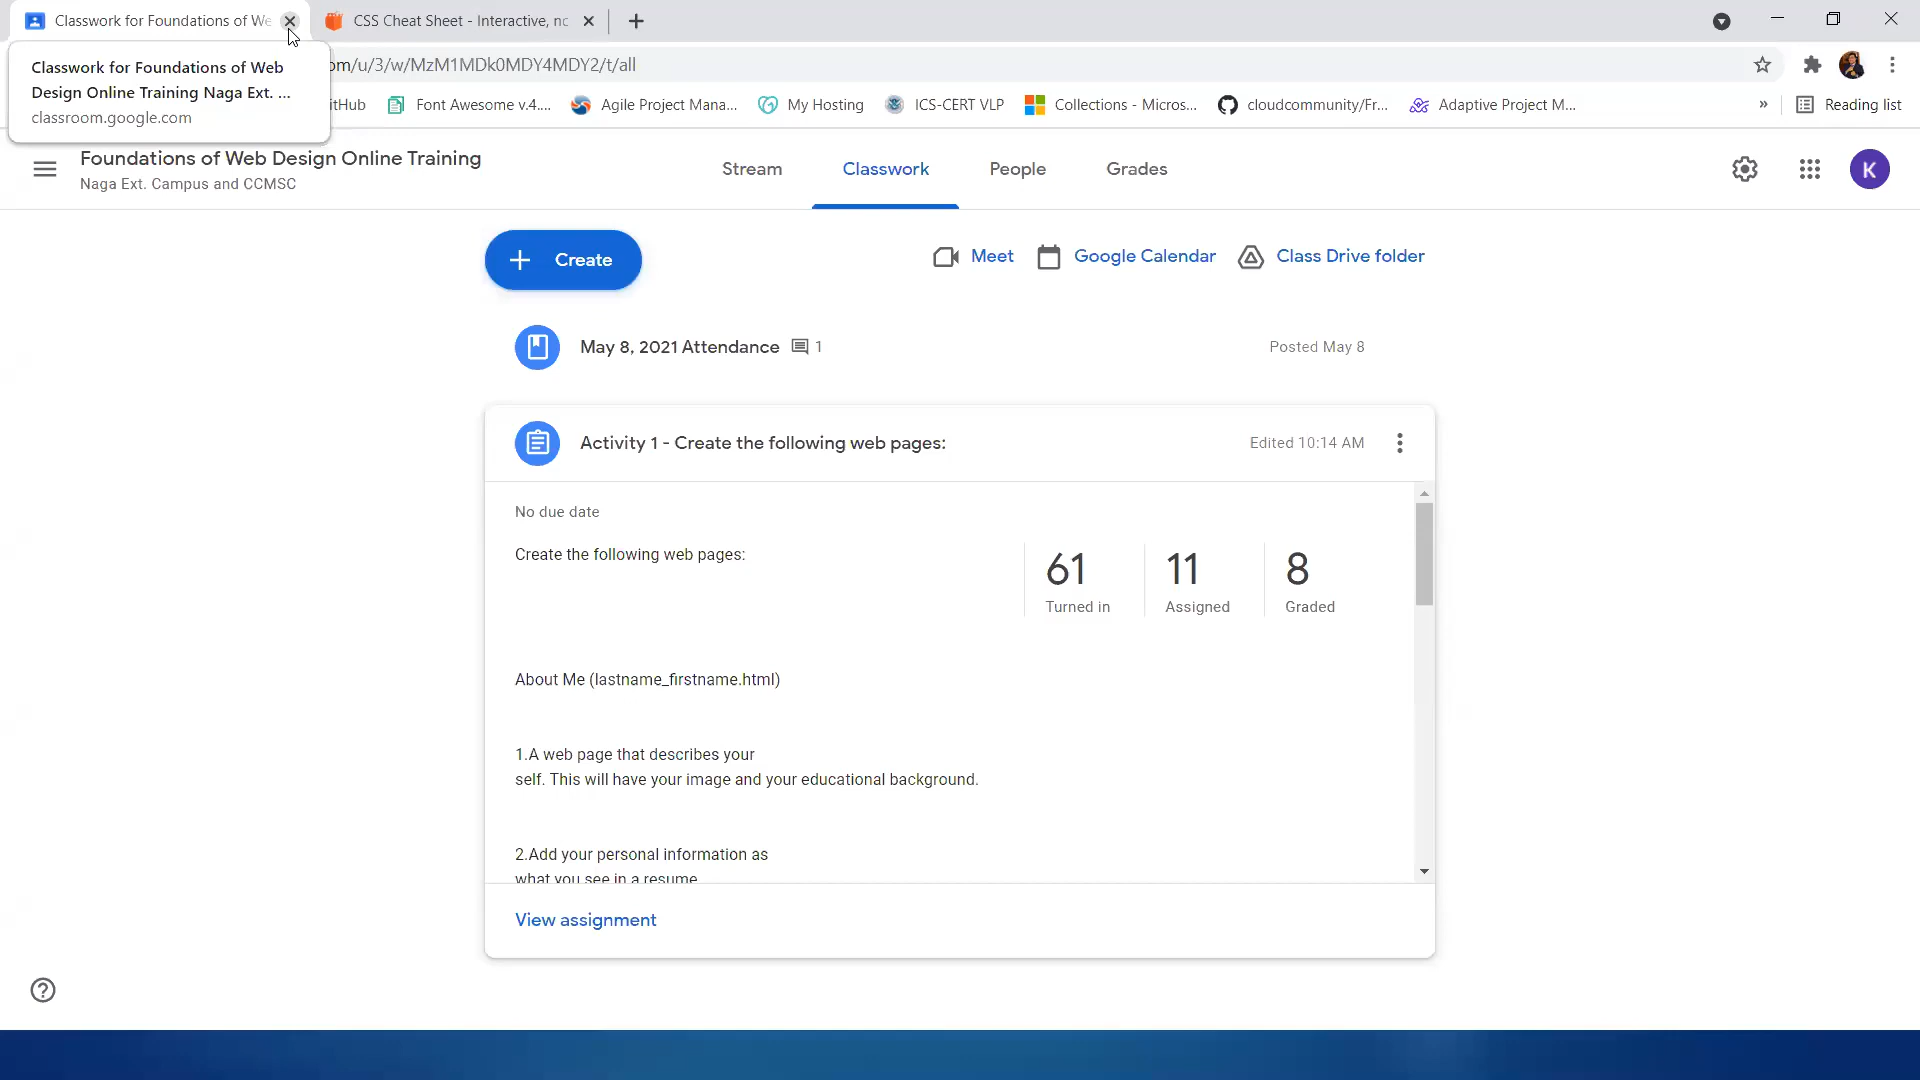 Classwork for Foundations of We
CSS Cheat Sheet - Interactive, nc
Classwork for Foundations of Web
Design Online Training Naga Ext. ...
classroom.google.com
om/u/3/w/MzM1MDk0MDY4MDY2/t/all
itHub
Font Awesome v.4....
Agile Project Mana...
My Hosting
ICS-CERT VLP
Collections - Micros...
cloudcommunity/Fr...
Adaptive Project M...
»
Reading list
Foundations of Web Design Online Training
Naga Ext. Campus and CCMSC
Stream
Classwork
People
Grades
K
Create
Meet
Google Calendar
Class Drive folder
May 8, 2021 Attendance
1
Posted May 8
Activity 1 - Create the following web pages:
Edited 10:14 AM
No due date
Create the following web pages:
61
Turned in
11
Assigned
8
Graded
About Me (lastname_firstname.html)
1.A web page that describes your
self. This will have your image and your educational background.
2.Add your personal information as
what you see in a resume
View assignment